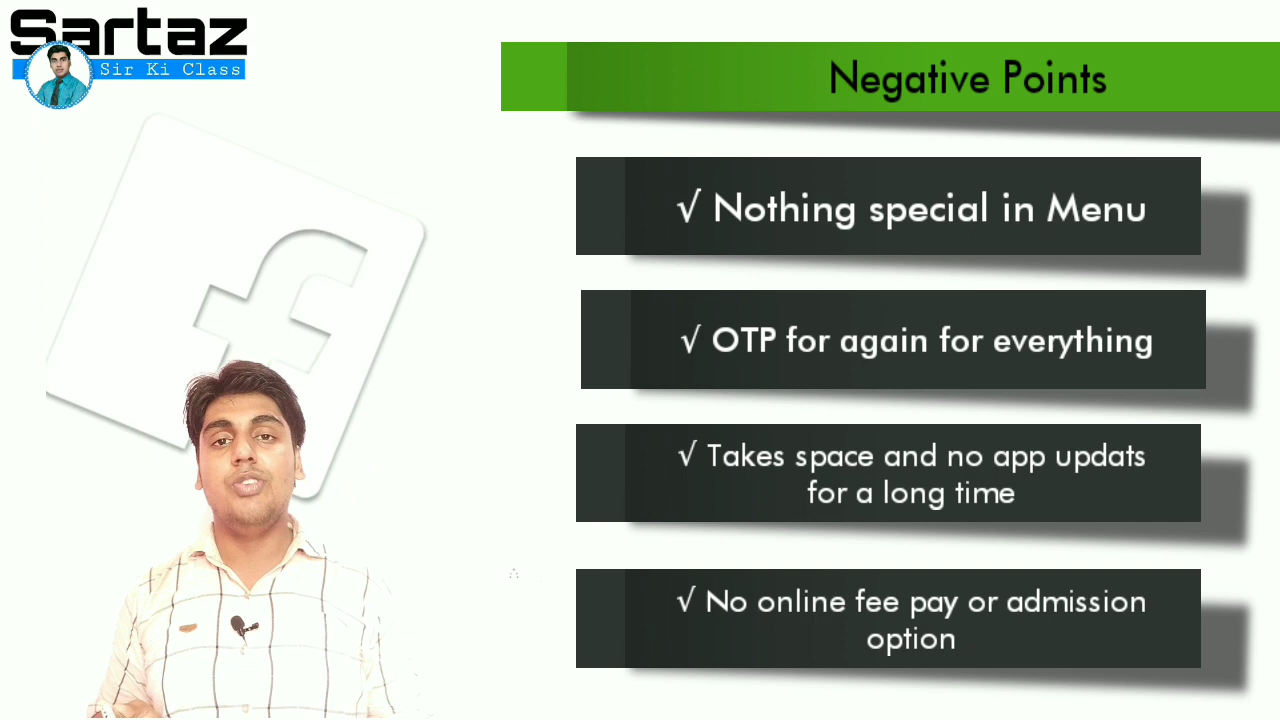 Sartaz
Sir Ki Class
Negative Points
√ Nothing special in Menu
√ OTP for again for everything
√ Takes space and no app updats
for a long time
√ No online fee pay or admission
option